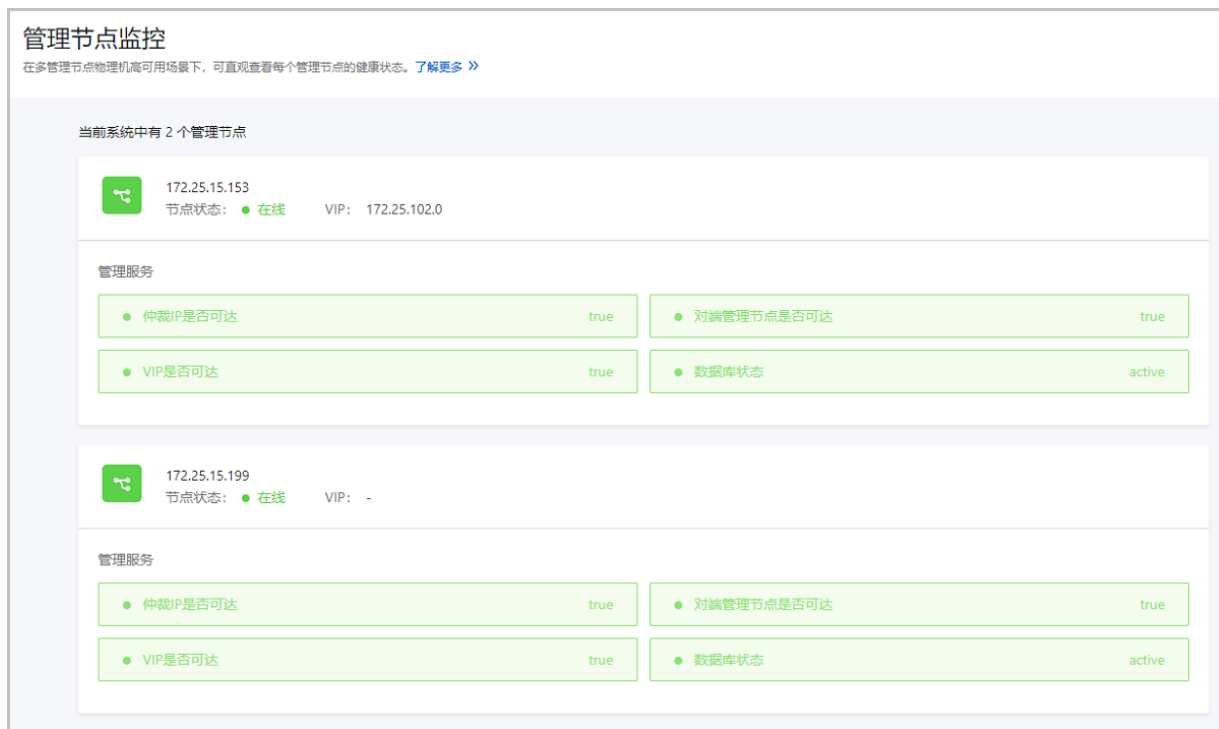 管理节点监控
在多管理节点物理机高可用场景下，可直观查看每个管理节点的健康状态。了解更多 >>
当前系统中有 2 个管理节点
172.25.15.153
节点状态： 在线 VIP： 172.25.102.0
管理服务
仲裁IP是否可达 true 对端管理节点是否可达 true
VIP是否可达 true 数据库状态 active
172.25.15.199
节点状态： 在线 VIP： -
管理服务
仲裁IP是否可达 true 对端管理节点是否可达 true
VIP是否可达 true 数据库状态 active